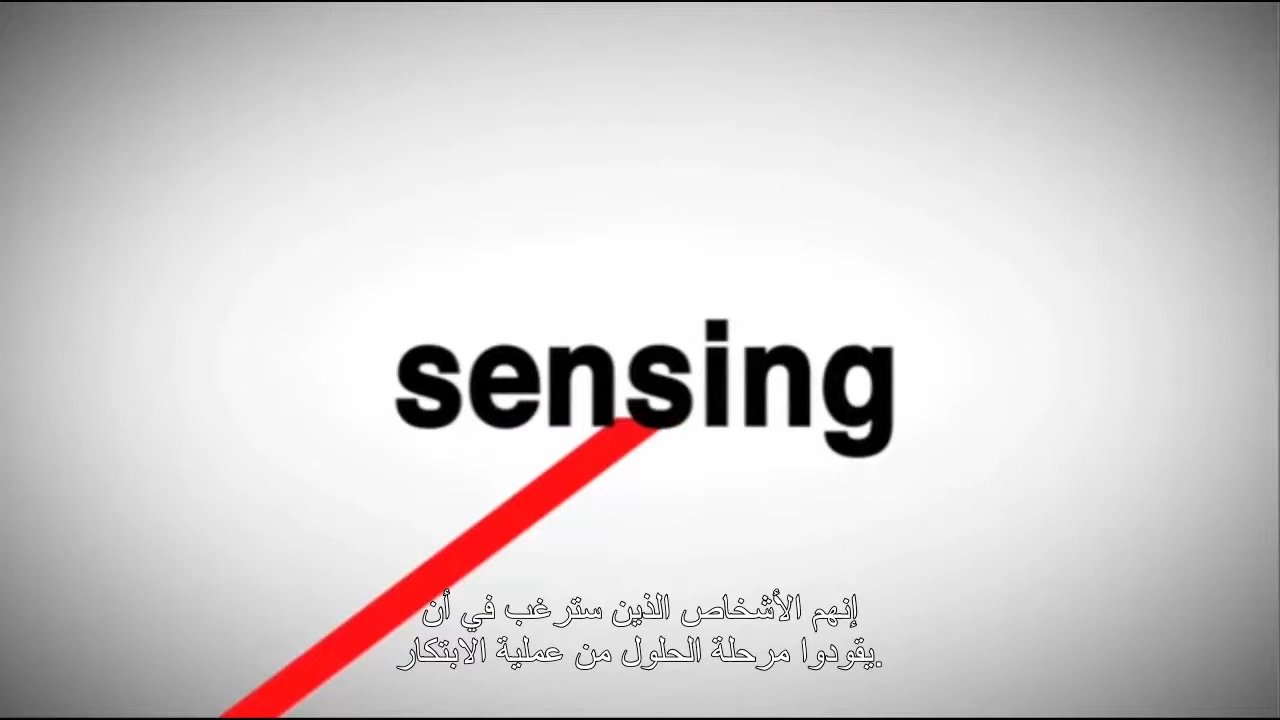 sensing
إنهم الأشخاص الذين سترغب في أن
يقودوا مرحلة الحلول من عملية الابتكار.